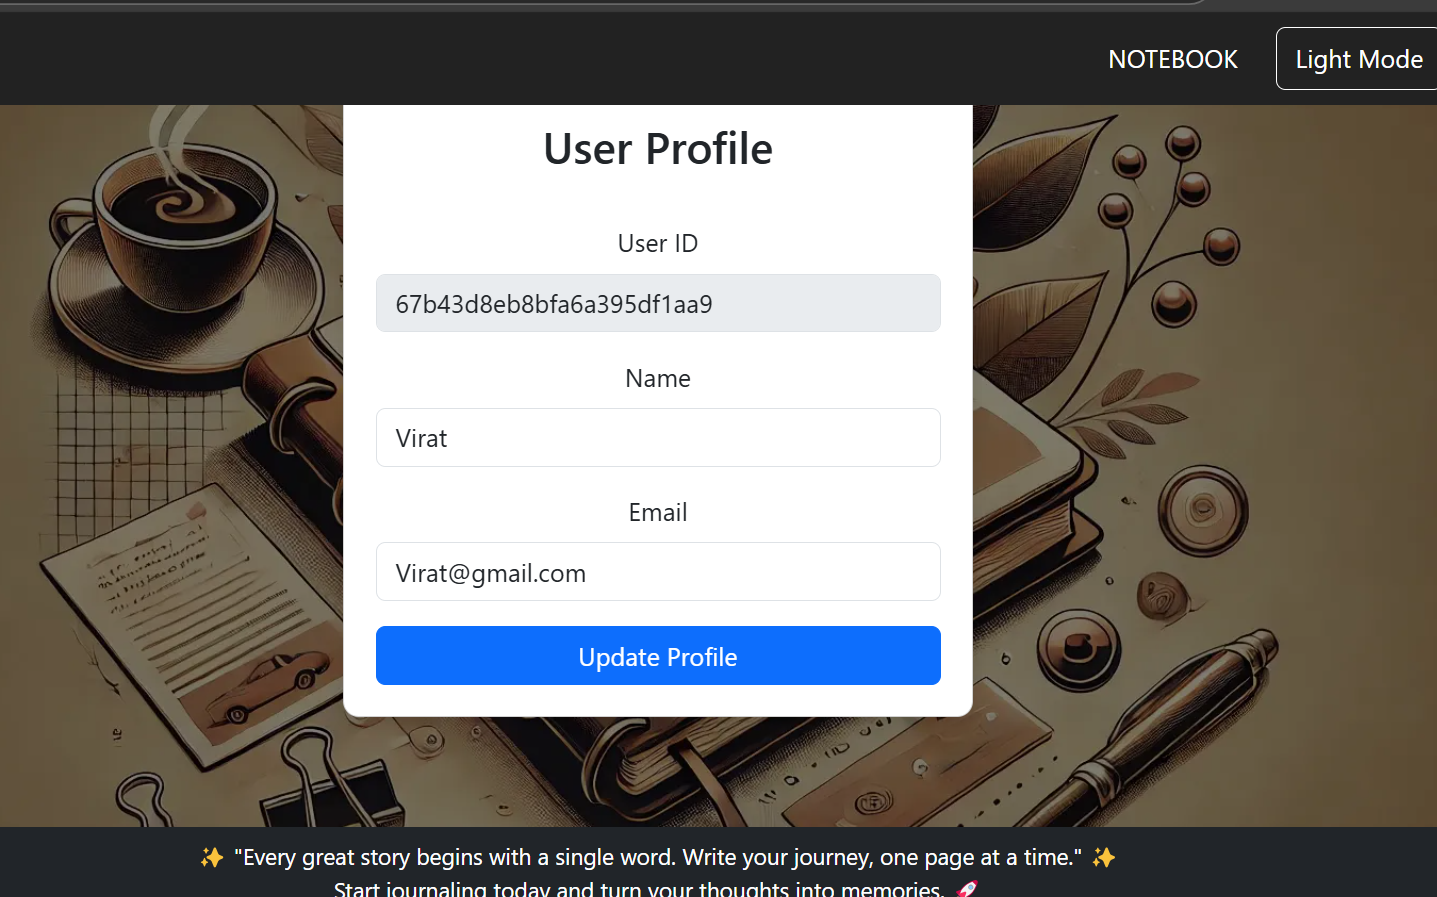 NOTEBOOK
Light Mode
User Profile
User ID
67b43d8eb8bfa6a395df1aa9
Name
Virat
Email
Virat@gmail.com
Update Profile
✨ "Every great story begins with a single word. Write your journey, one page at a time." ✨
Start journaling today and turn your thoughts into memories. 🚀